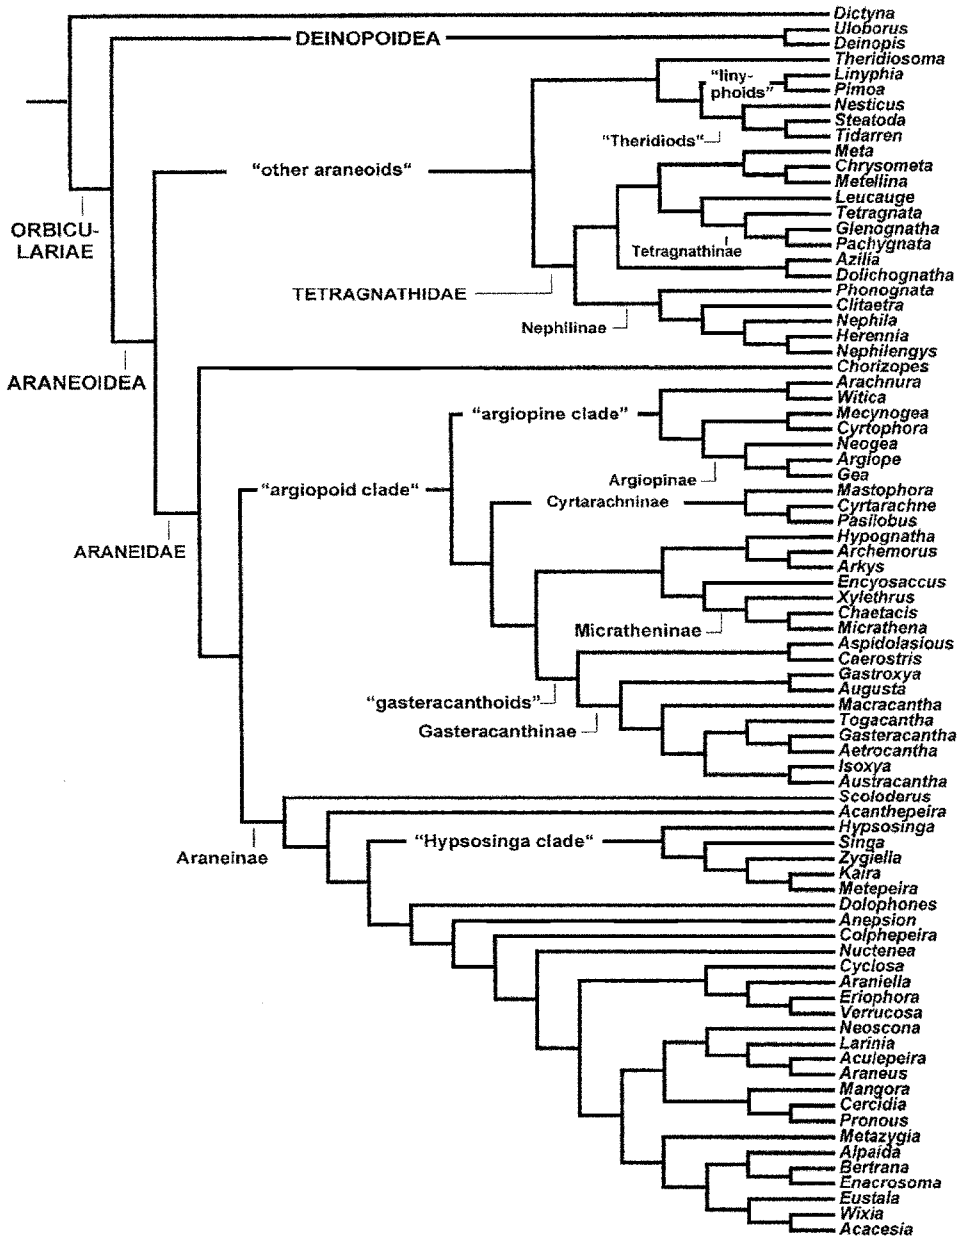 Dictyna
Uloborus
DEINOPOIDEA
Deinopis
Theridiosoma
"liny-
phoids"
Linyphia
Pimoa
Nesticus
Steatoda
"Theridiods"
Tidarren
Meta
Chrysometa
"other araneoids"
Metellina
Leucauge
Tetragnata
ORBICU-
LARIAE
Glenognatha
Tetragnathinae
Pachygnata
Azilia
Dolichognatha
TETRAGNATHIDAE
Phonognata
Clitaetra
Nephilinae
Nephila
Herennia
Nephilengys
Chorizopes
ARANEOIDEA
Arachnura
Witica
"argiopine clade"
Mecynogea
Cyrtophora
Neogea
Argiope
Argiopinae
Gea
"argiopoid clade"
Mastophora
Cyrtarachninae
Cyrtarachne
Pasilobus
Hypognatha
ARANEIDAE
Archemorus
Arkys
Encyosaccus
Xylethrus
Chaetacis
Micratheninae
Micrathena
Aspidolasious
Caerostris
Gastroxya
Augusta
"gasteracanthoids"
Macracantha
Togacantha
Gasteracanthinae
Gasteracantha
Aetrocantha
Isoxya
Austracantha
Scoloderus
Acanthepeira
Hypsosinga
"Hypsosinga clade"
Singa
Araneinae
Zygiella
Kaira
Metepeira
Dolophones
Anepsion
Colphepeira
Nuctenea
Cyclosa
Araniella
Eriophora
Verrucosa
Neoscona
Larinia
Aculepeira
Araneus
Mangora
Cercidia
Pronous
Metazygia
Alpaida
Bertrana
Enacrosoma
Eustala
Wixia
Acacesia